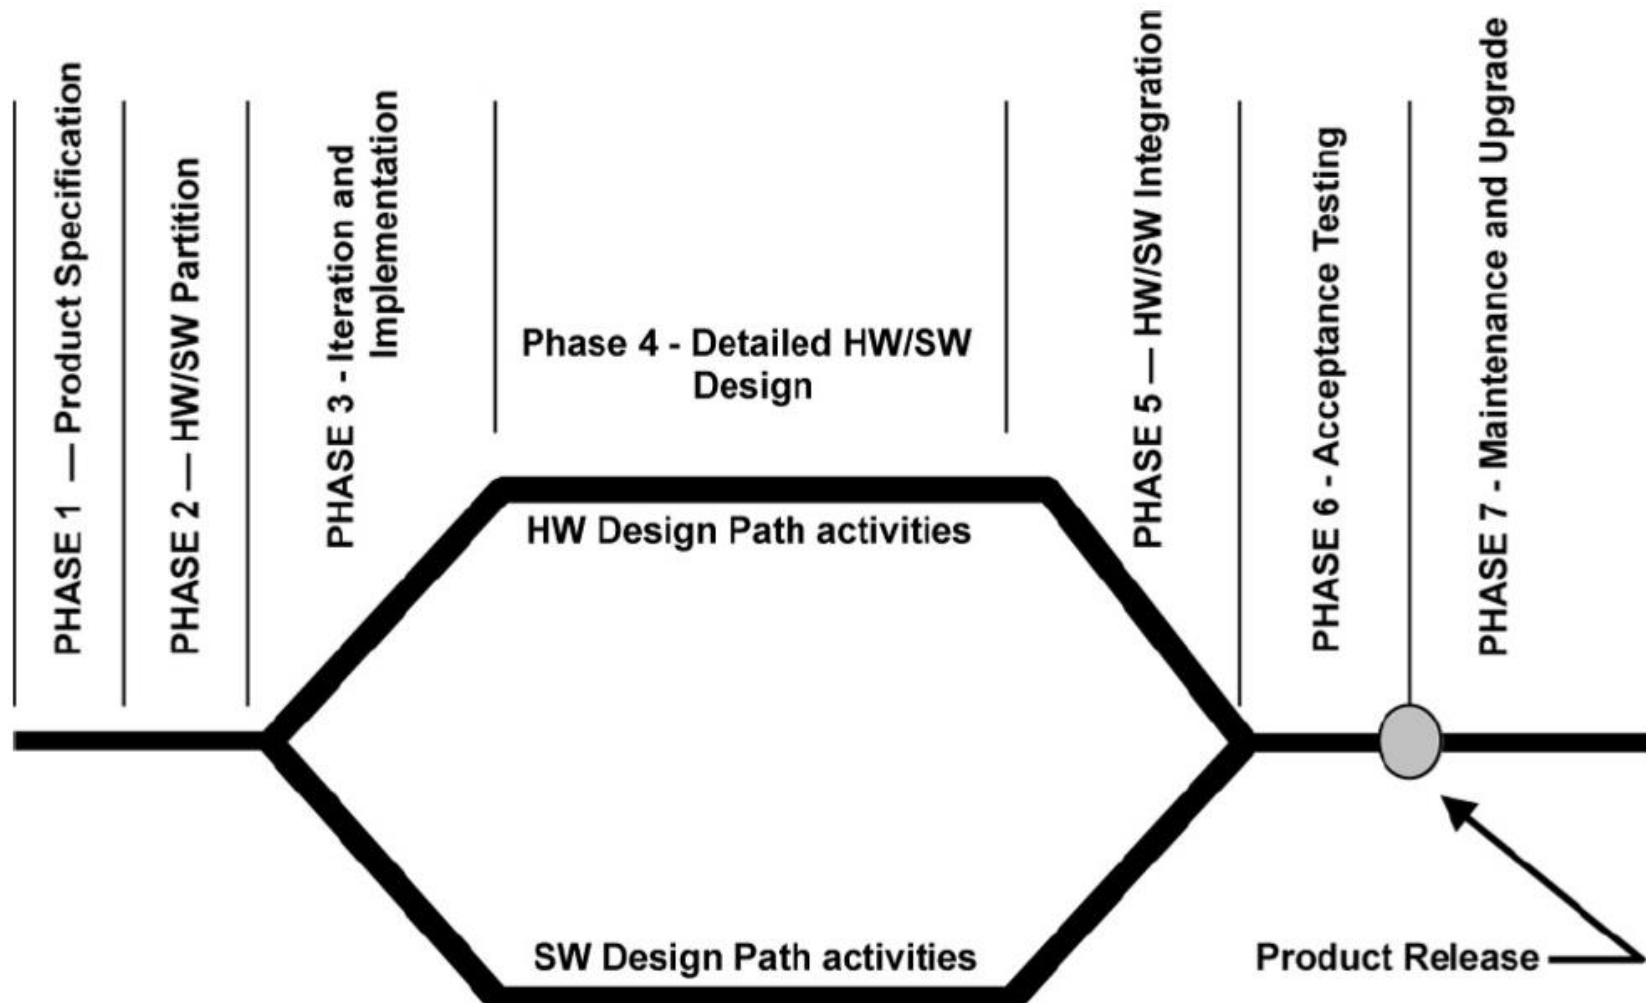 PHASE 1 — Product Specification
PHASE 2 — HW/SW Partition
PHASE 3 - Iteration and
Implementation
Phase 4 - Detailed HW/SW
Design
PHASE 5 — HW/SW Integration
PHASE 6 - Acceptance Testing
PHASE 7 - Maintenance and Upgrade
HW Design Path activities
SW Design Path activities
Product Release